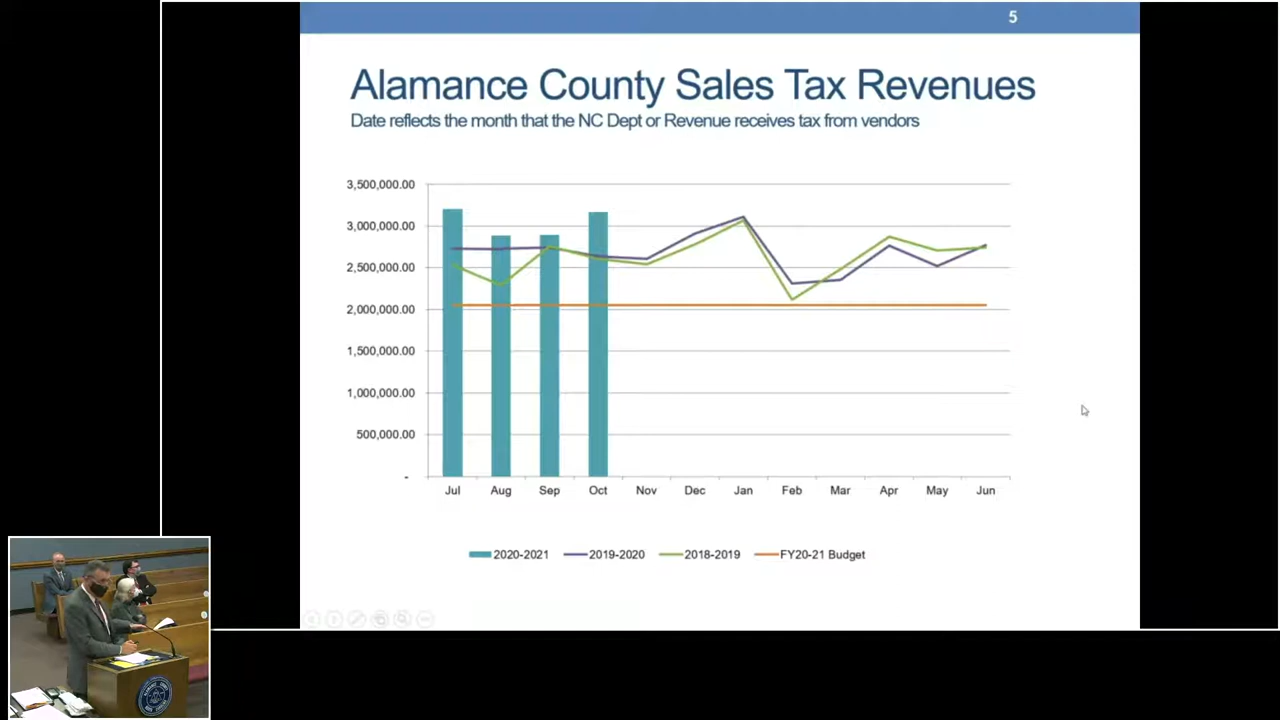 5
Alamance County Sales Tax Revenues
Date reflects the month that the NC Dept or Revenue receives tax from vendors
3,500,000.00
3,000,000.00
2,500,000.00
2,000,000.00
1,500,000.00
1,000,000.00
500,000.00
-
Jul Aug Sep Oct Nov Dec Jan Feb Mar Apr May Jun
2020-2021 2019-2020 2018-2019 FY20-21 Budget